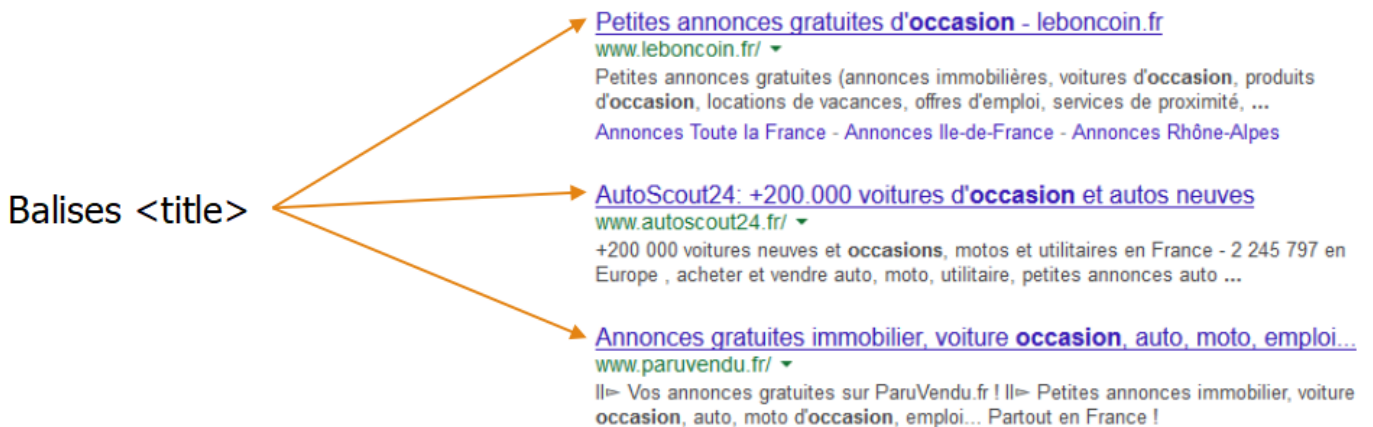 Petites annonces gratuites d'occasion - leboncoin.fr
www.leboncoin.fr/
Petites annonces gratuites (annonces immobilières, voitures d'occasion, produits
d'occasion, locations de vacances, offres d'emploi, services de proximité, ...
Annonces Toute la France - Annonces Ile-de-France - Annonces Rhône-Alpes
Balises <title>
AutoScout24: +200.000 voitures d'occasion et autos neuves
www.autoscout24.fr/
+200 000 voitures neuves et occasions, motos et utilitaires en France - 2 245 797 en
Europe , acheter et vendre auto, moto, utilitaire, petites annonces auto ...
Annonces gratuites immobilier, voiture occasion, auto, moto, emploi...
www.paruvendu.fr/
II▻ Vos annonces gratuites sur ParuVendu.fr ! II▻ Petites annonces immobilier, voiture
occasion, auto, moto d'occasion, emploi... Partout en France !